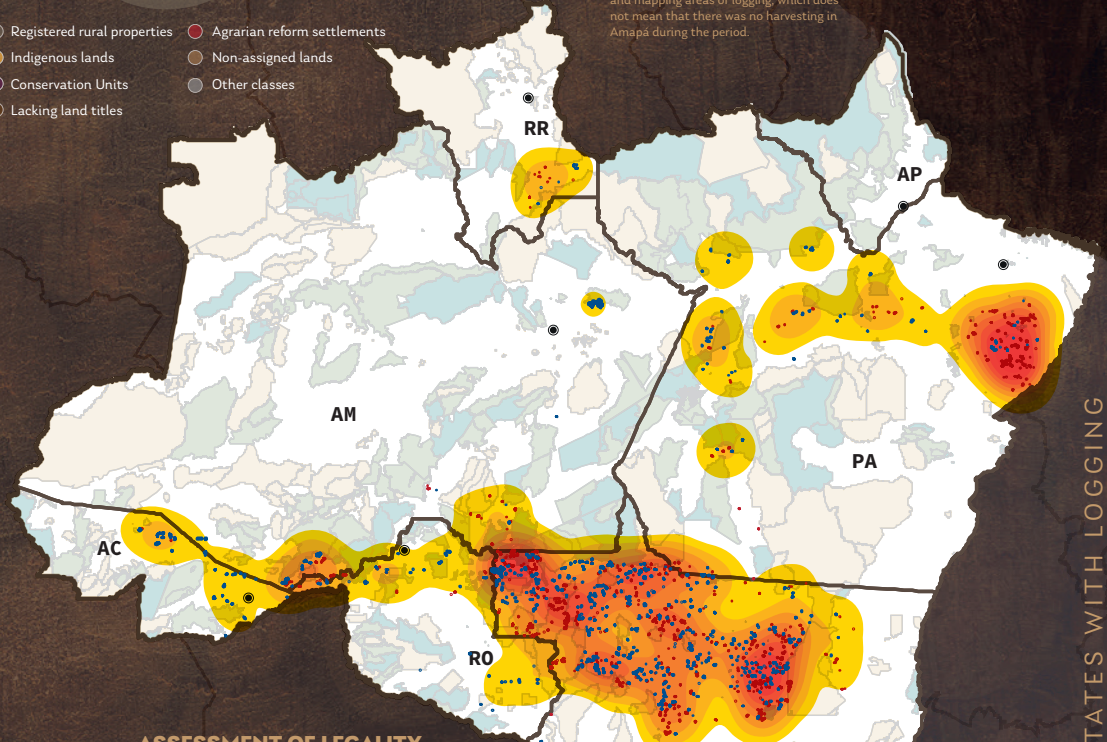 and mapping areas of logging, which does
not mean that there was no harvesting in
Amapá during the period.
Registered rural properties
Indigenous lands
Conservation Units
Lacking land titles
Agrarian reform settlements
Non-assigned lands
Other classes
RR
AP
AM
PA
AC
RO
ASSESSMENT OF LEGALITY
TATES WITH LOGGING